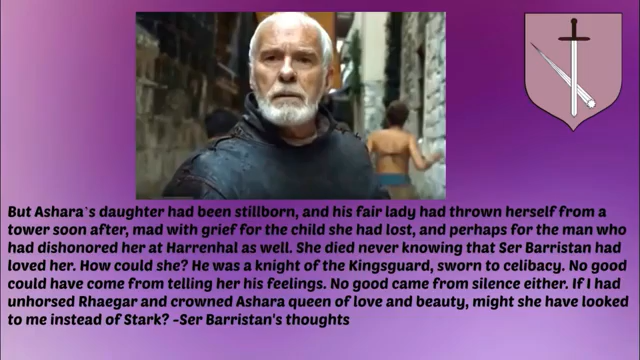 But Ashara`s daughter had been stillborn, and his fair lady had thrown herself from a
tower soon after, mad with grief for the child she had lost, and perhaps for the man who
had dishonored her at Harrenhal as well. She died never knowing that Ser Barristan had
loved her. How could she? He was a knight of the Kingsguard, sworn to celibacy. No good
could have come from telling her his feelings. No good came from silence either. If I had
unhorsed Rhaegar and crowned Ashara queen of love and beauty, might she have looked
to me instead of Stark? -Ser Barristan's thoughts